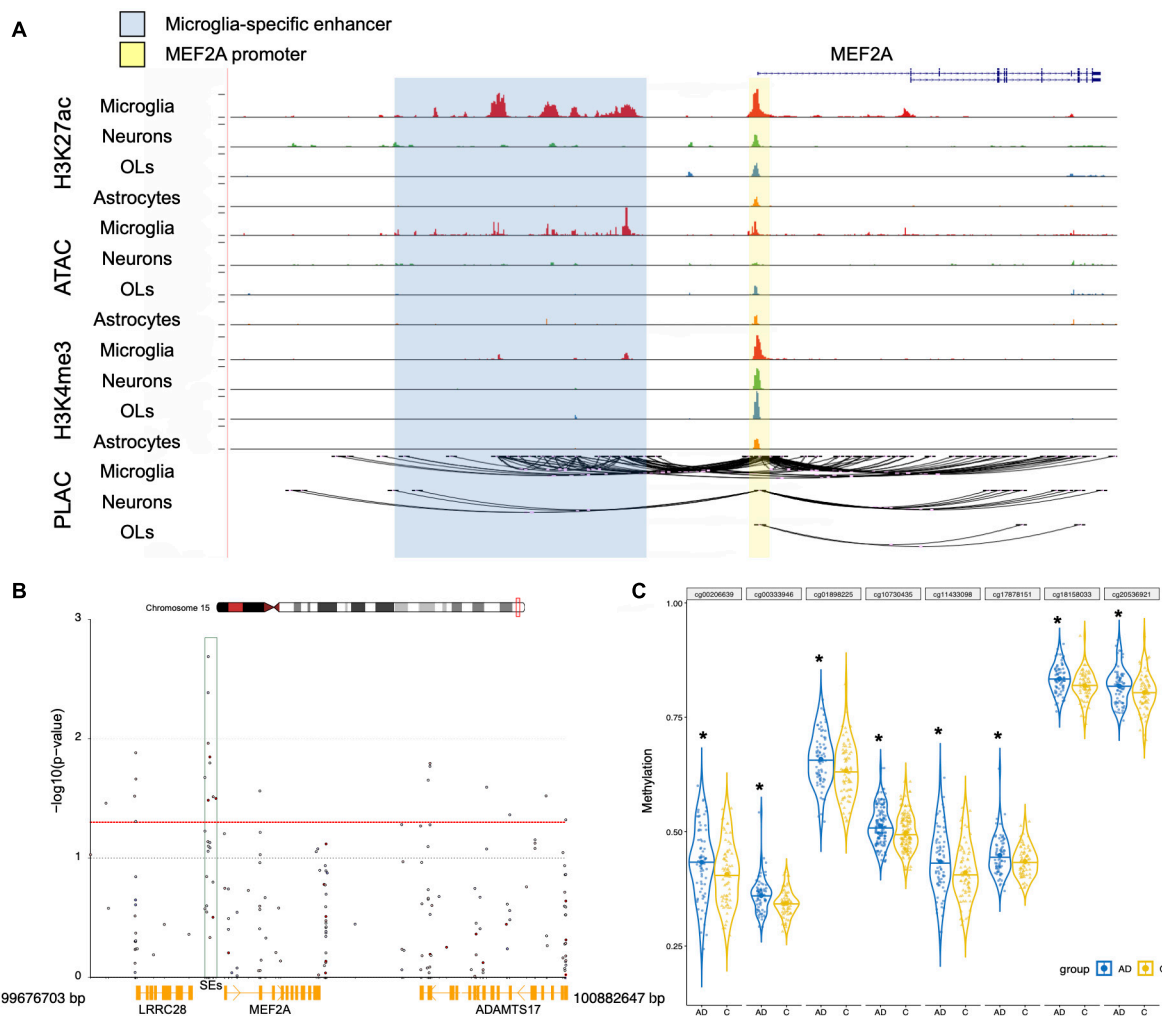 A
Microglia-specific enhancer
MEF2A promoter
MEF2A
H3K27ac
Microglia
Neurons
OLs
Astrocytes
ATAC
Microglia
Neurons
OLs
Astrocytes
H3K4me3
Microglia
Neurons
OLs
Astrocytes
PLAC
Microglia
Neurons
OLs
B
Chromosome 15
3
2
1
0
−log10(p−value)
SEs
99676703 bp
100882647 bp
LRRC28
MEF2A
ADAMTS17
C
cg00206639 cg00333946 cg01898225 cg10730435 cg11433098 cg17878151 cg18158033 cg20536921
1.00
0.75
0.50
0.25
Methylation
* * * * * * * *
group AD C
AD C AD C AD C AD C AD C AD C AD C AD C